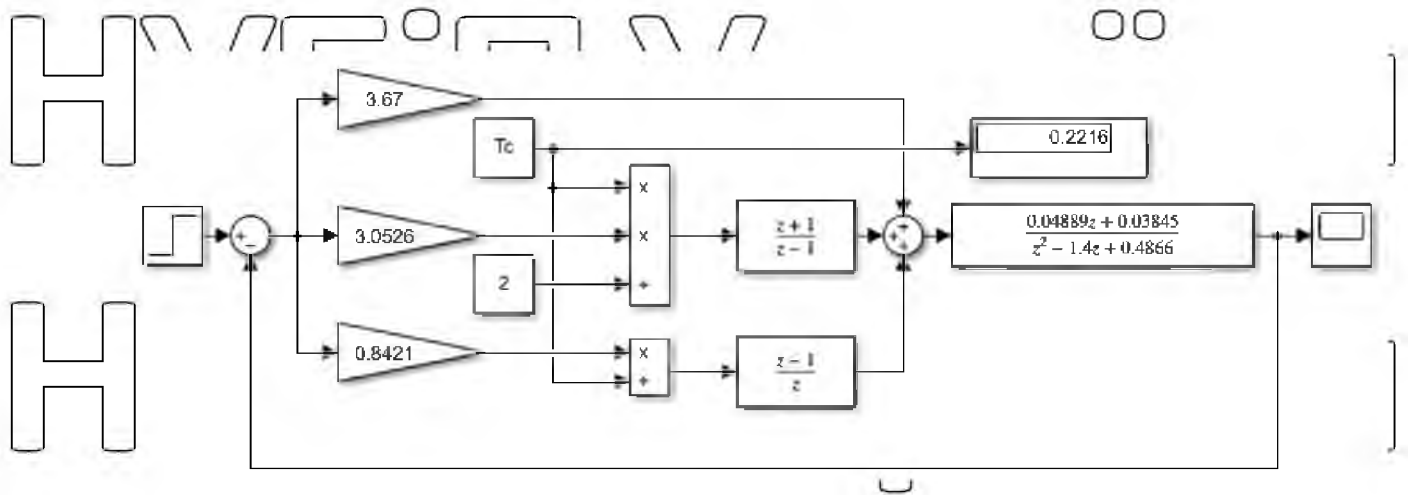 3.67
Tc
0.2216
x
3.0526
x
÷
2
z + 1
z − 1
0.04889z + 0.03845
z² − 1.4z + 0.4866
0.8421
x
÷
z − 1
z